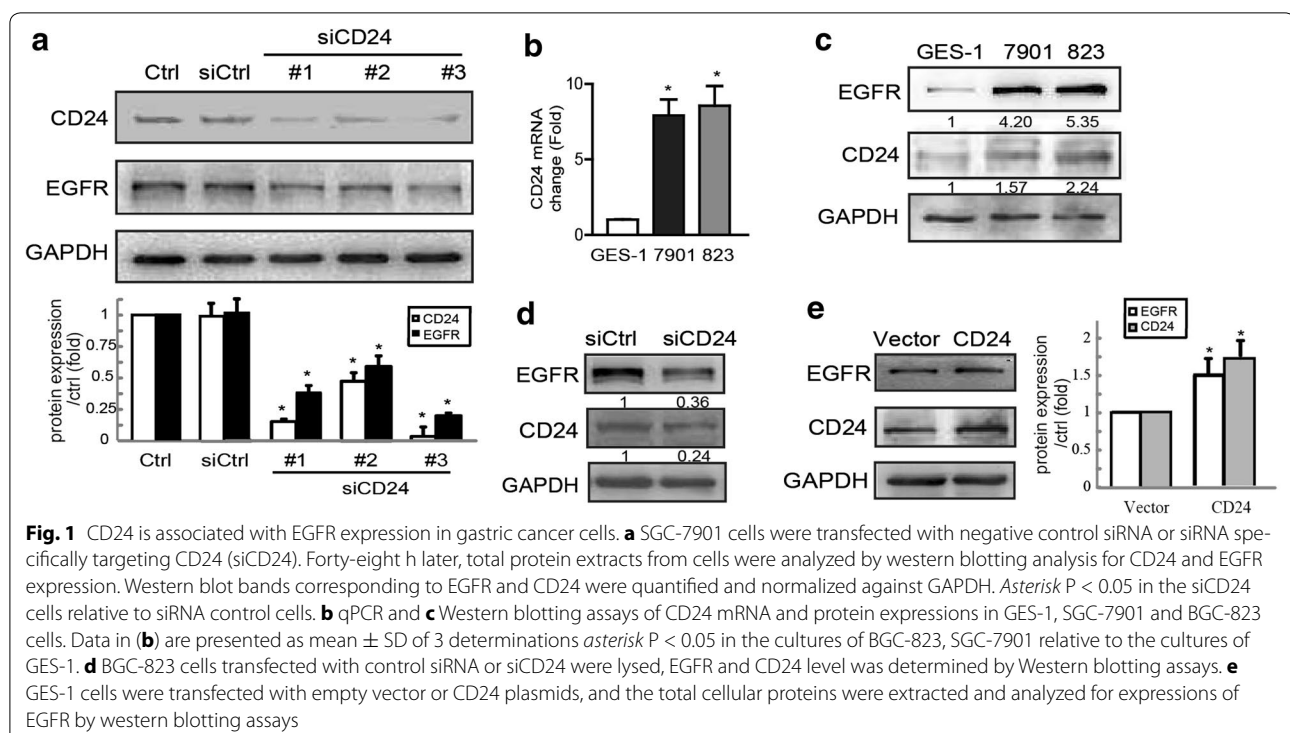 a
siCD24
Ctrl siCtrl #1 #2 #3
CD24
EGFR
GAPDH
protein expression
/ctrl (fold)
1
0.75
0.5
0.25
0
CD24
EGFR
* * * * * *
Ctrl siCtrl #1 #2 #3
siCD24
b
CD24 mRNA
change (Fold)
10
5
0
* *
GES-1 7901 823
c
GES-1 7901 823
EGFR
1 4.20 5.35
CD24
1 1.57 2.24
GAPDH
d
siCtrl siCD24
EGFR
1 0.36
CD24
1 0.24
GAPDH
e
Vector CD24
EGFR
CD24
GAPDH
protein expression
/ctrl (fold)
2
1.5
1
0
EGFR
CD24
* *
Vector CD24
Fig. 1 CD24 is associated with EGFR expression in gastric cancer cells. a SGC-7901 cells were transfected with negative control siRNA or siRNA spe-
cifically targeting CD24 (siCD24). Forty-eight h later, total protein extracts from cells were analyzed by western blotting analysis for CD24 and EGFR
expression. Western blot bands corresponding to EGFR and CD24 were quantified and normalized against GAPDH. Asterisk P < 0.05 in the siCD24
cells relative to siRNA control cells. b qPCR and c Western blotting assays of CD24 mRNA and protein expressions in GES-1, SGC-7901 and BGC-823
cells. Data in (b) are presented as mean ± SD of 3 determinations asterisk P < 0.05 in the cultures of BGC-823, SGC-7901 relative to the cultures of
GES-1. d BGC-823 cells transfected with control siRNA or siCD24 were lysed, EGFR and CD24 level was determined by Western blotting assays. e
GES-1 cells were transfected with empty vector or CD24 plasmids, and the total cellular proteins were extracted and analyzed for expressions of
EGFR by western blotting assays